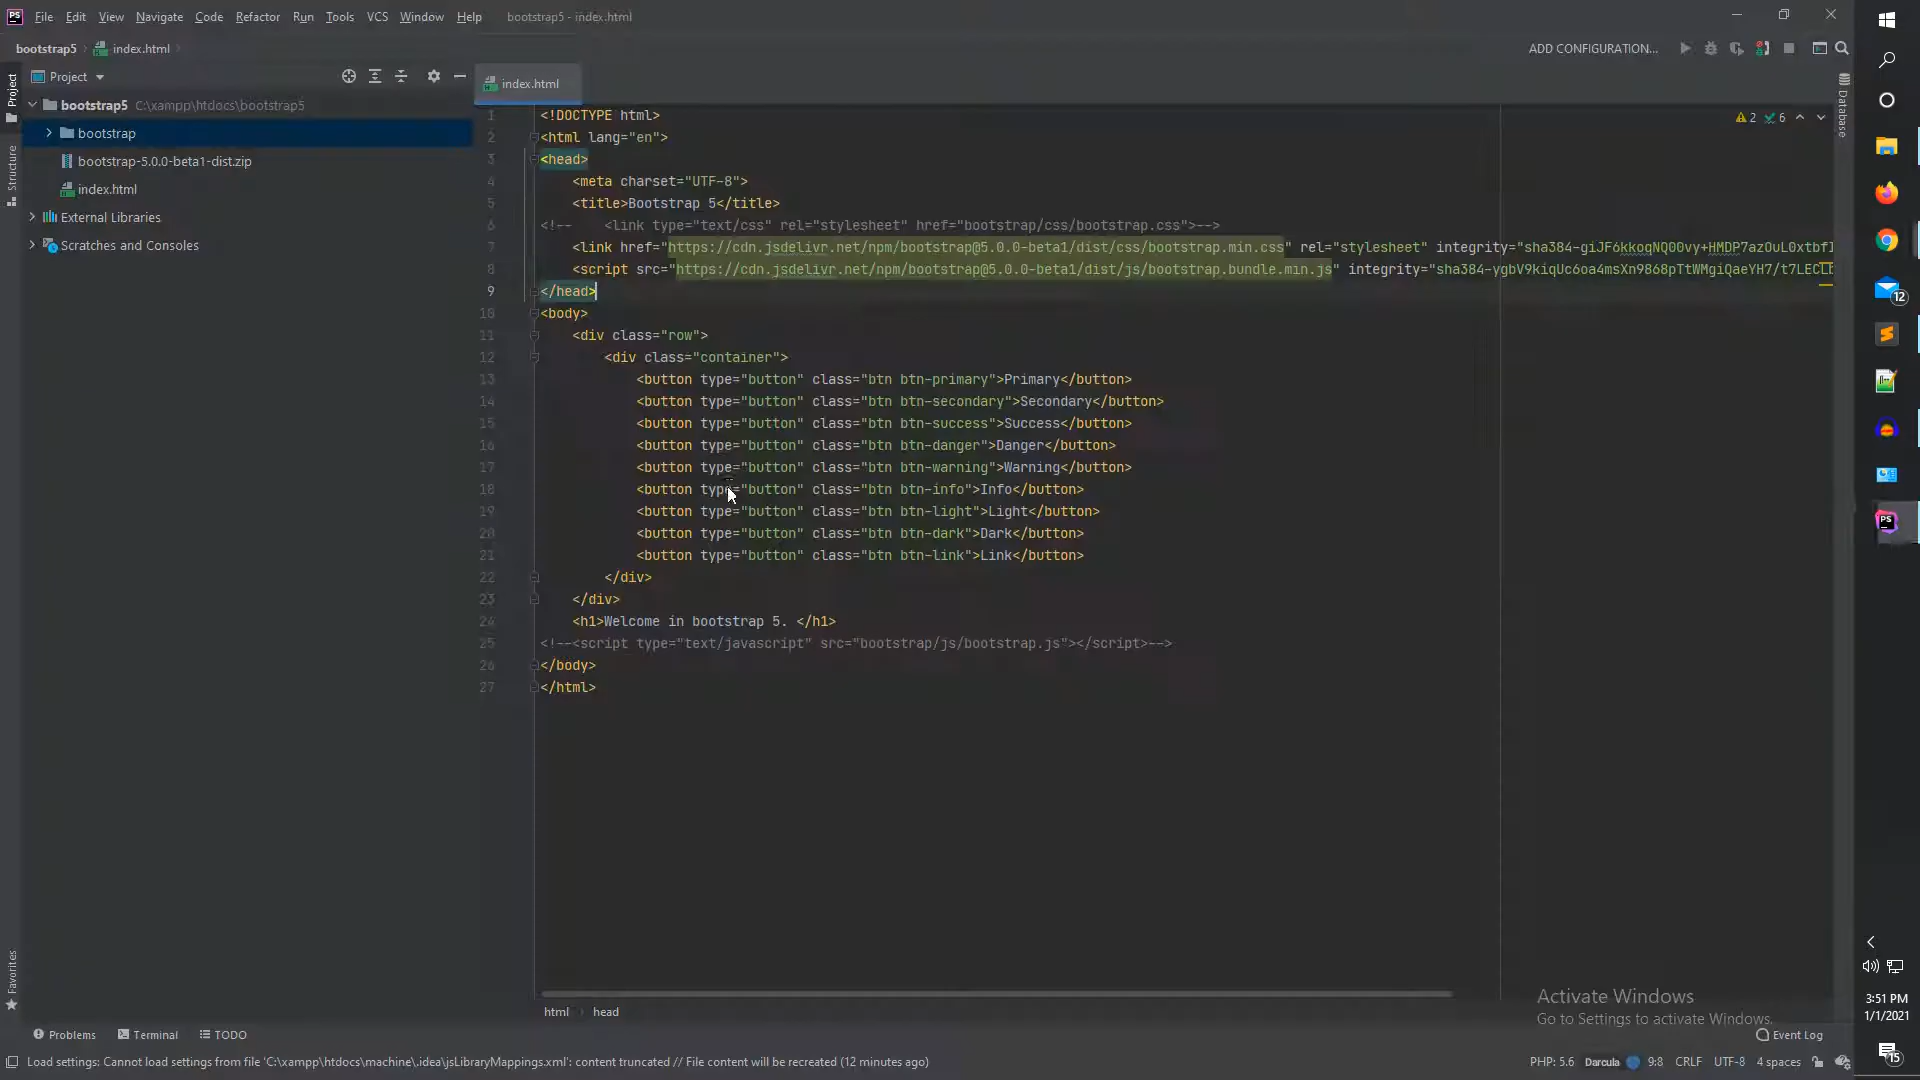 PS File Edit View Navigate Code Refactor Run Tools VCS Window Help bootstrap5 - index.html
bootstrap5 index.html ADD CONFIGURATION...
Project
index.html
bootstrap5 C:\xampp\htdocs\bootstrap5
bootstrap
bootstrap-5.0.0-beta1-dist.zip
index.html
External Libraries
Scratches and Consoles
Project
Structure
Favorites
Database
2 6
1 <!DOCTYPE html>
2 <html lang="en">
3 <head>
4 <meta charset="UTF-8">
5 <title>Bootstrap 5</title>
6 <!-- <link type="text/css" rel="stylesheet" href="bootstrap/css/bootstrap.css">-->
7 <link href="https://cdn.jsdelivr.net/npm/bootstrap@5.0.0-beta1/dist/css/bootstrap.min.css" rel="stylesheet" integrity="sha384-giJF6kkoqNQ00vy+HMDP7azOuL0xtbfI
8 <script src="https://cdn.jsdelivr.net/npm/bootstrap@5.0.0-beta1/dist/js/bootstrap.bundle.min.js" integrity="sha384-ygbV9kiqUc6oa4msXn9868pTtWMgiQaeYH7/t7LECLb
9 </head>
10 <body>
11 <div class="row">
12 <div class="container">
13 <button type="button" class="btn btn-primary">Primary</button>
14 <button type="button" class="btn btn-secondary">Secondary</button>
15 <button type="button" class="btn btn-success">Success</button>
16 <button type="button" class="btn btn-danger">Danger</button>
17 <button type="button" class="btn btn-warning">Warning</button>
18 <button type="button" class="btn btn-info">Info</button>
19 <button type="button" class="btn btn-light">Light</button>
20 <button type="button" class="btn btn-dark">Dark</button>
21 <button type="button" class="btn btn-link">Link</button>
22 </div>
23 </div>
24 <h1>Welcome in bootstrap 5. </h1>
25 <!--<script type="text/javascript" src="bootstrap/js/bootstrap.js"></script>-->
26 </body>
27 </html>
12
PS
Activate Windows
Go to Settings to activate Windows.
3:51 PM
1/1/2021
html head
Problems Terminal TODO Event Log
15
Load settings: Cannot load settings from file 'C:\xampp\htdocs\machine\.idea\jsLibraryMappings.xml': content truncated // File content will be recreated (12 minutes ago) PHP: 5.6 Darcula 9:8 CRLF UTF-8 4 spaces